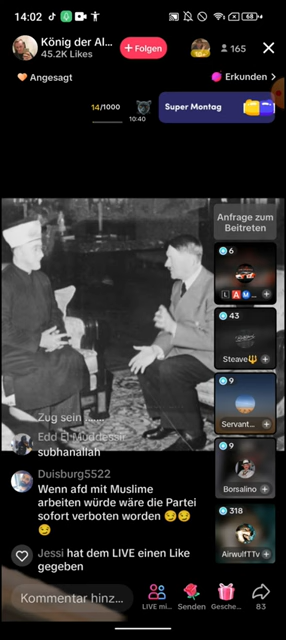 14:02
68
König der Al...
45.2K Likes
+ Folgen
165
Angesagt
Erkunden >
14/1000
10:40
Super Montag
Anfrage zum
Beitreten
6
43
Steave🔱
9
Servant...
9
Borsalino
318
AirwulfTTv
Zug sein .......
Edd El Muddessir
subhanallah
Duisburg5522
Wenn afd mit Muslime
arbeiten würde wäre die Partei
sofort verboten worden 😏😏
😏
Jessi hat dem LIVE einen Like
gegeben
Kommentar hinz...
LIVE mi...
Senden
Gesche...
83